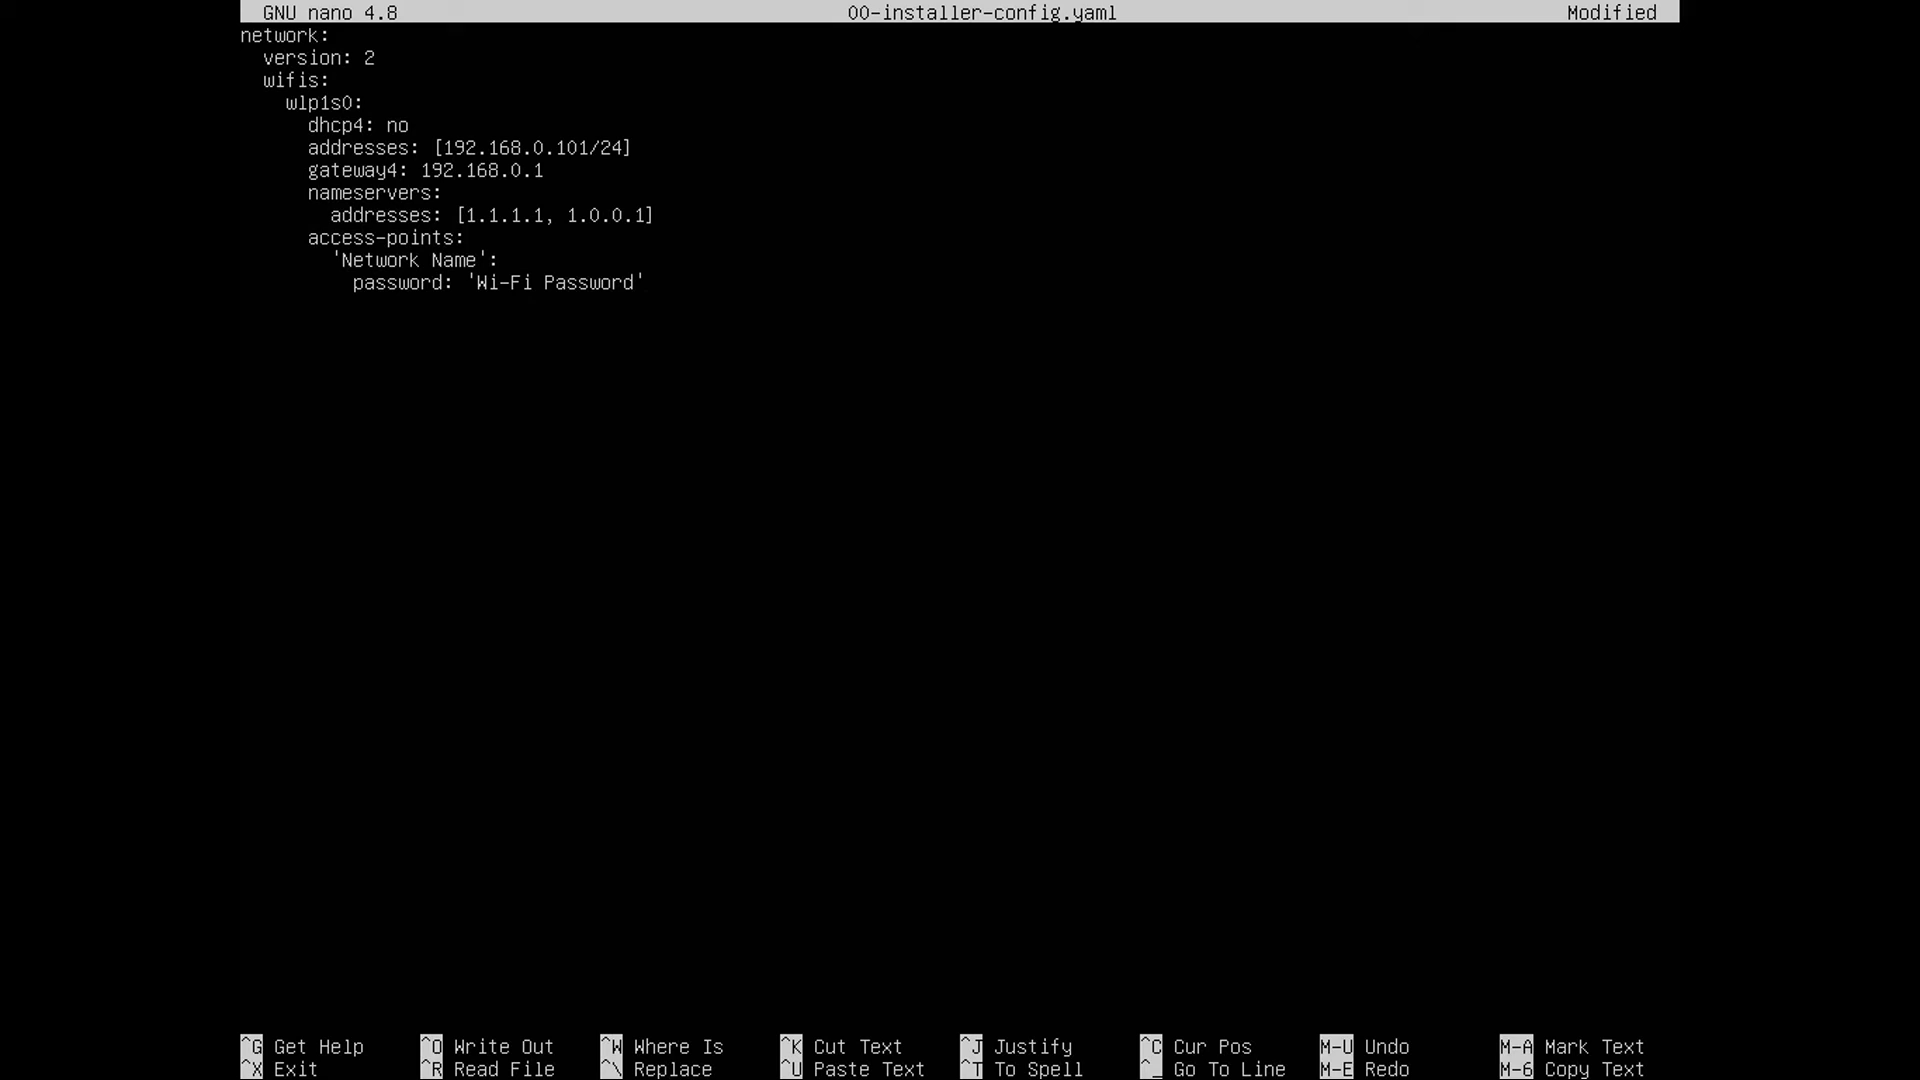 GNU nano 4.8 00-installer-config.yaml Modified
network:
  version: 2
  wifis:
    wlp1s0:
      dhcp4: no
      addresses: [192.168.0.101/24]
      gateway4: 192.168.0.1
      nameservers:
        addresses: [1.1.1.1, 1.0.0.1]
      access-points:
        'Network Name':
          password: 'Wi-Fi Password'
^G Get Help ^O Write Out ^W Where Is ^K Cut Text ^J Justify ^C Cur Pos M-U Undo M-A Mark Text
^X Exit ^R Read File ^\ Replace ^U Paste Text ^T To Spell ^_ Go To Line M-E Redo M-6 Copy Text